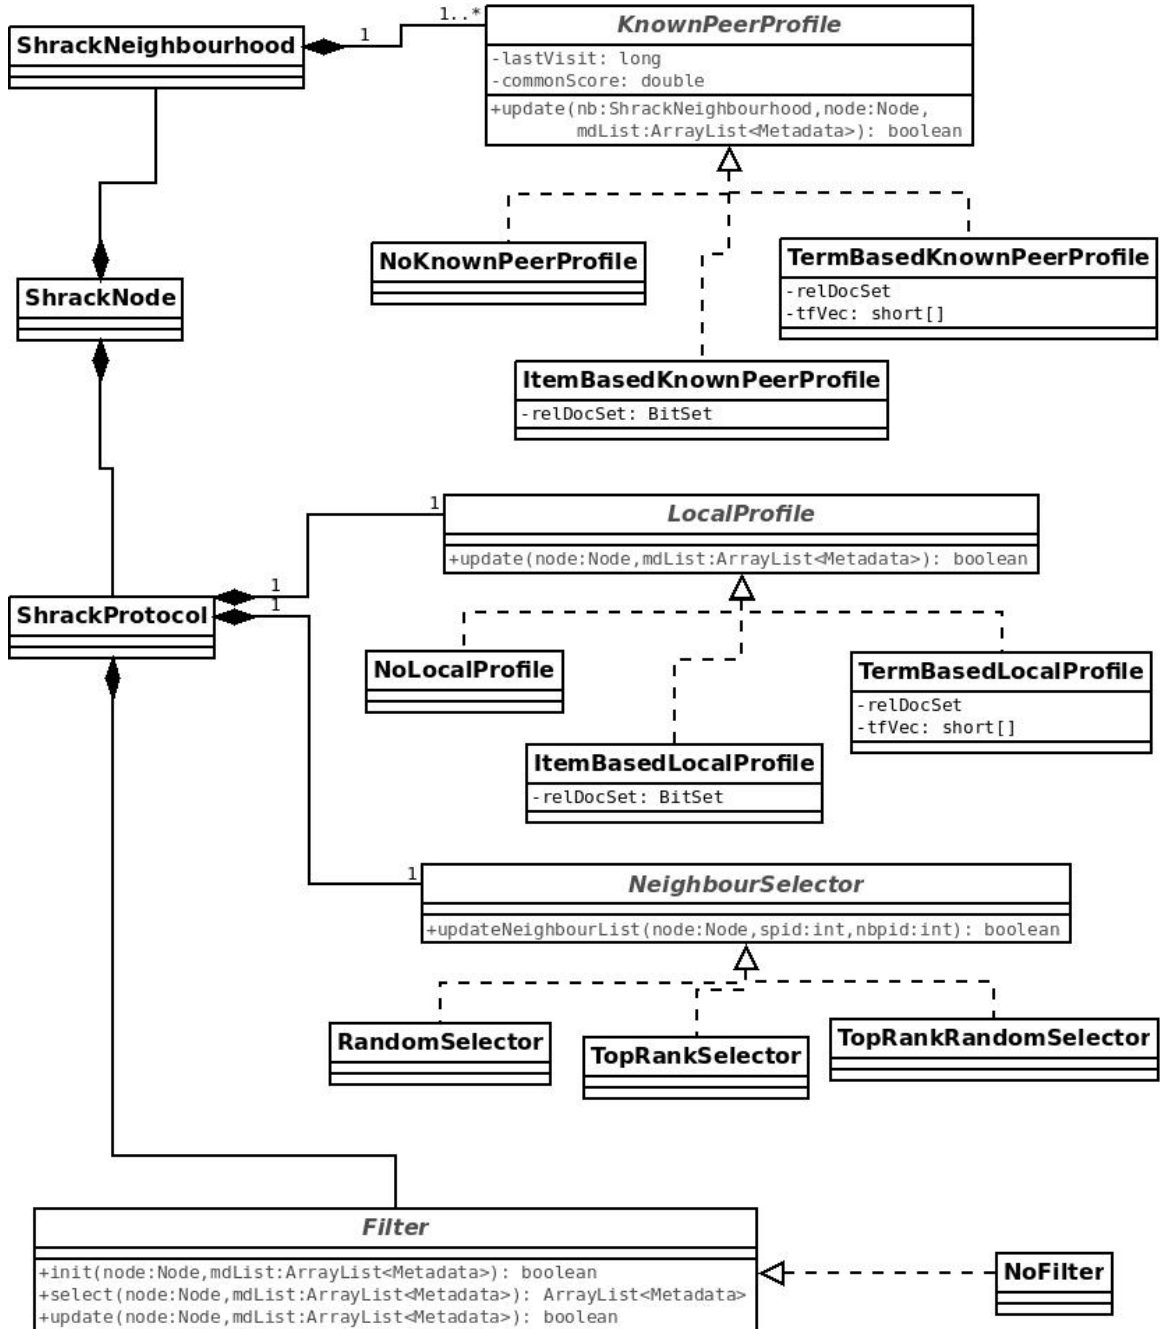 ShrackNeighbourhood
1
1..*
KnownPeerProfile
-lastVisit: long
-commonScore: double
+update(nb:ShrackNeighbourhood,node:Node,
mdList:ArrayList<Metadata>): boolean
NoKnownPeerProfile
TermBasedKnownPeerProfile
-relDocSet
-tfVec: short[]
ShrackNode
ItemBasedKnownPeerProfile
-relDocSet: BitSet
1
LocalProfile
+update(node:Node,mdList:ArrayList<Metadata>): boolean
1
1
ShrackProtocol
NoLocalProfile
TermBasedLocalProfile
-relDocSet
-tfVec: short[]
ItemBasedLocalProfile
-relDocSet: BitSet
1
NeighbourSelector
+updateNeighbourList(node:Node,spid:int,nbpid:int): boolean
RandomSelector
TopRankSelector
TopRankRandomSelector
Filter
+init(node:Node,mdList:ArrayList<Metadata>): boolean
+select(node:Node,mdList:ArrayList<Metadata>): ArrayList<Metadata>
+update(node:Node,mdList:ArrayList<Metadata>): boolean
NoFilter